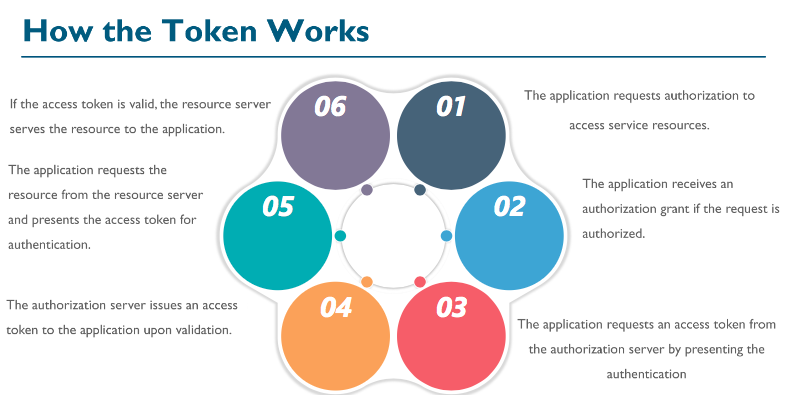 How the Token Works
01
The application requests authorization to
access service resources.
02
The application receives an
authorization grant if the request is
authorized.
03
The application requests an access token from
the authorization server by presenting the
authentication
04
The authorization server issues an access
token to the application upon validation.
05
The application requests the
resource from the resource server
and presents the access token for
authentication.
06
If the access token is valid, the resource server
serves the resource to the application.